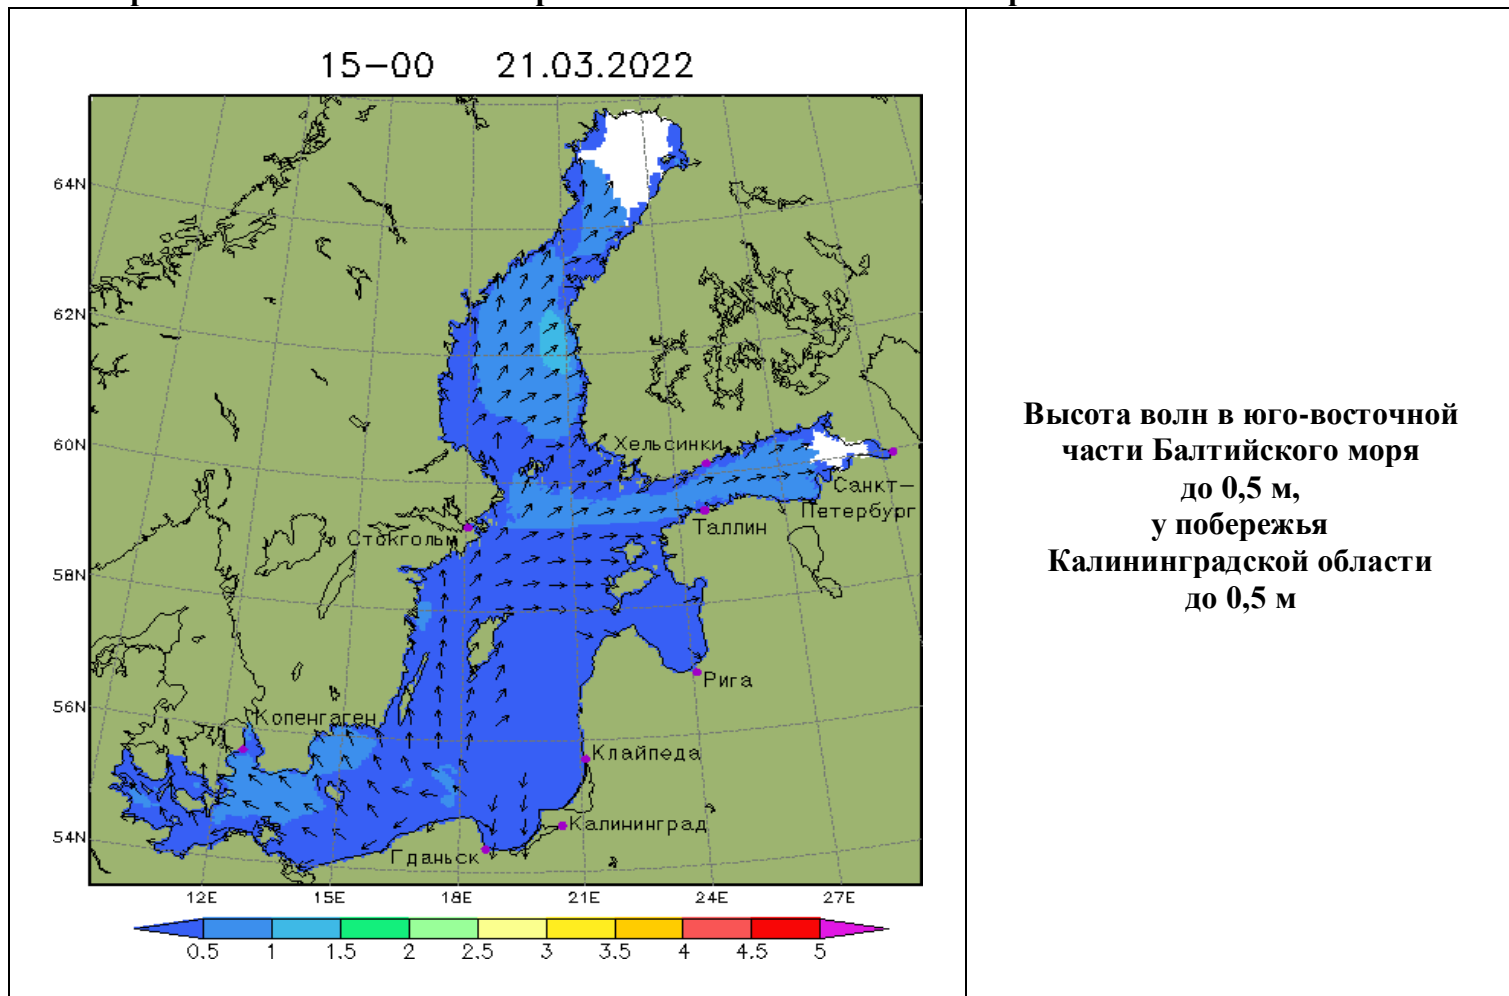 15-00 21.03.2022
64N
62N
60N
58N
56N
54N
Хельсинки
Санкт-
Петербург
Таллин
Стокгольм
Рига
Копенгаген
Клайпеда
Калининград
Гданьск
12E 15E 18E 21E 24E 27E
0.5 1 1.5 2 2.5 3 3.5 4 4.5 5
Высота волн в юго-восточной
части Балтийского моря
до 0,5 м,
у побережья
Калининградской области
до 0,5 м